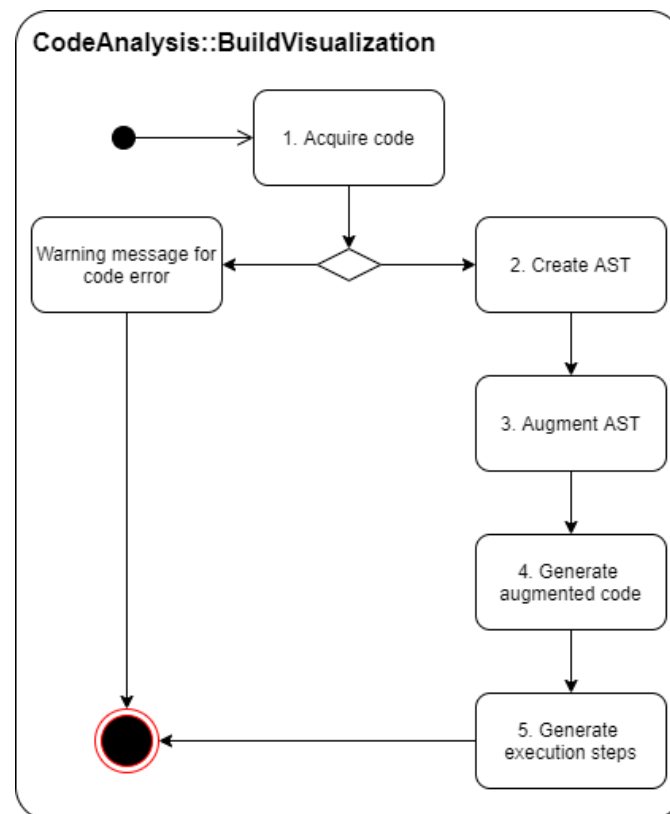 CodeAnalysis::BuildVisualization
1. Acquire code
Warning message for
code error
2. Create AST
3. Augment AST
4. Generate
augmented code
5. Generate
execution steps